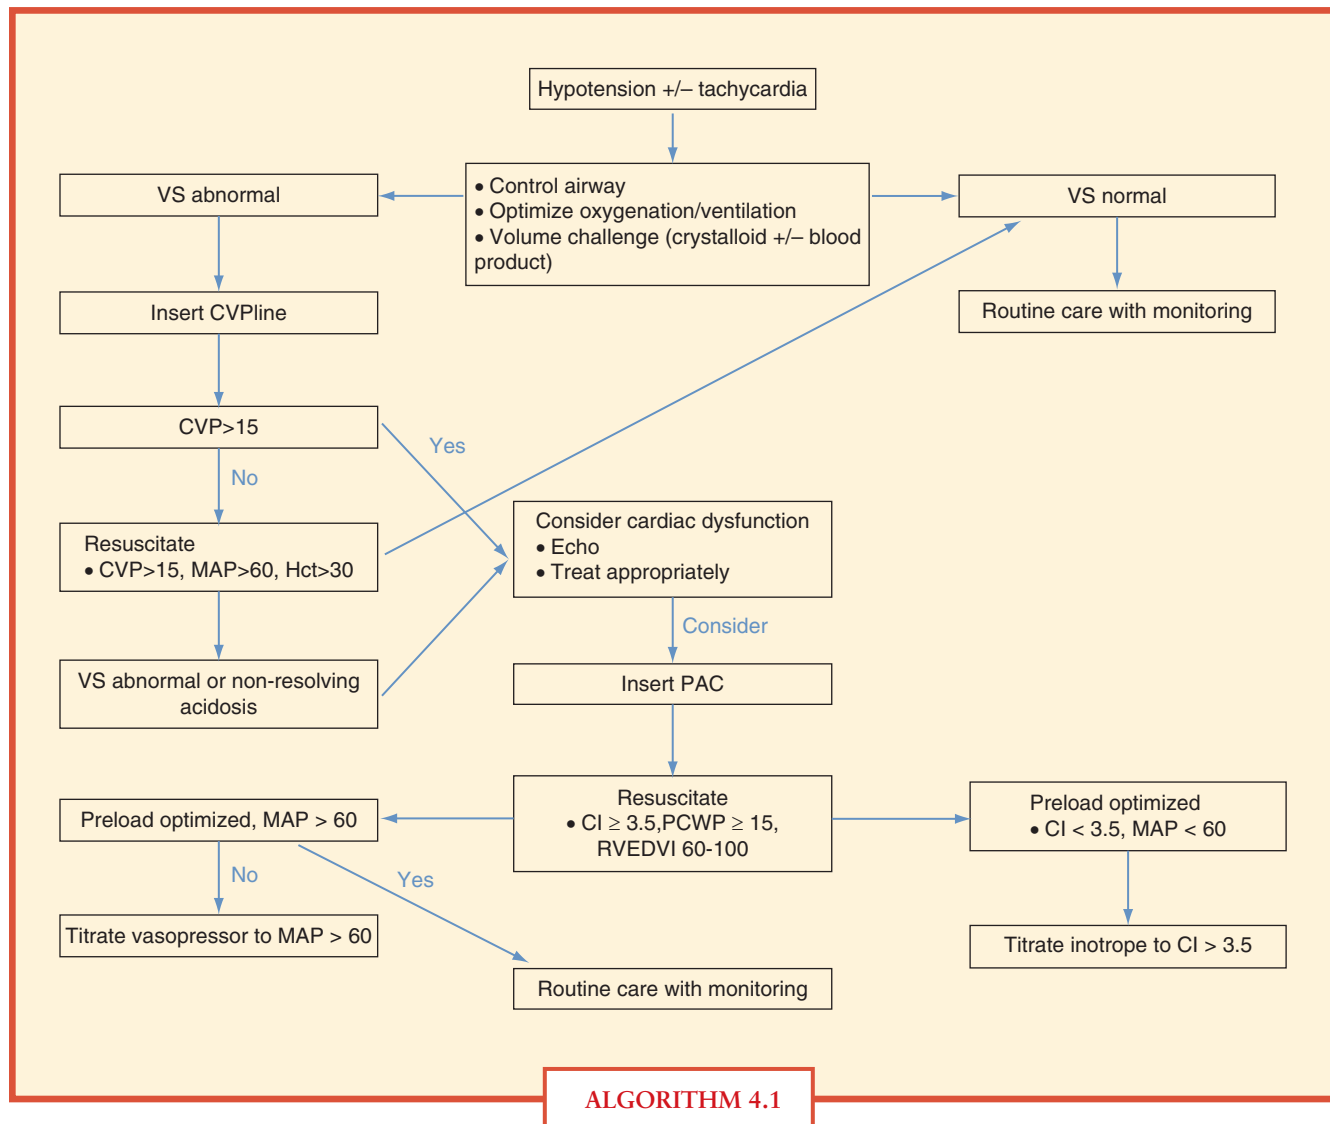 Hypotension +/– tachycardia
VS abnormal
• Control airway
• Optimize oxygenation/ventilation
• Volume challenge (crystalloid +/– blood
product)
VS normal
Insert CVPline
Routine care with monitoring
CVP>15
Yes
No
Resuscitate
• CVP>15, MAP>60, Hct>30
Consider cardiac dysfunction
• Echo
• Treat appropriately
Consider
VS abnormal or non-resolving
acidosis
Insert PAC
Preload optimized, MAP > 60
Resuscitate
• CI ≥ 3.5,PCWP ≥ 15,
RVEDVI 60-100
Preload optimized
• CI < 3.5, MAP < 60
No
Yes
Titrate vasopressor to MAP > 60
Titrate inotrope to CI > 3.5
Routine care with monitoring
ALGORITHM 4.1